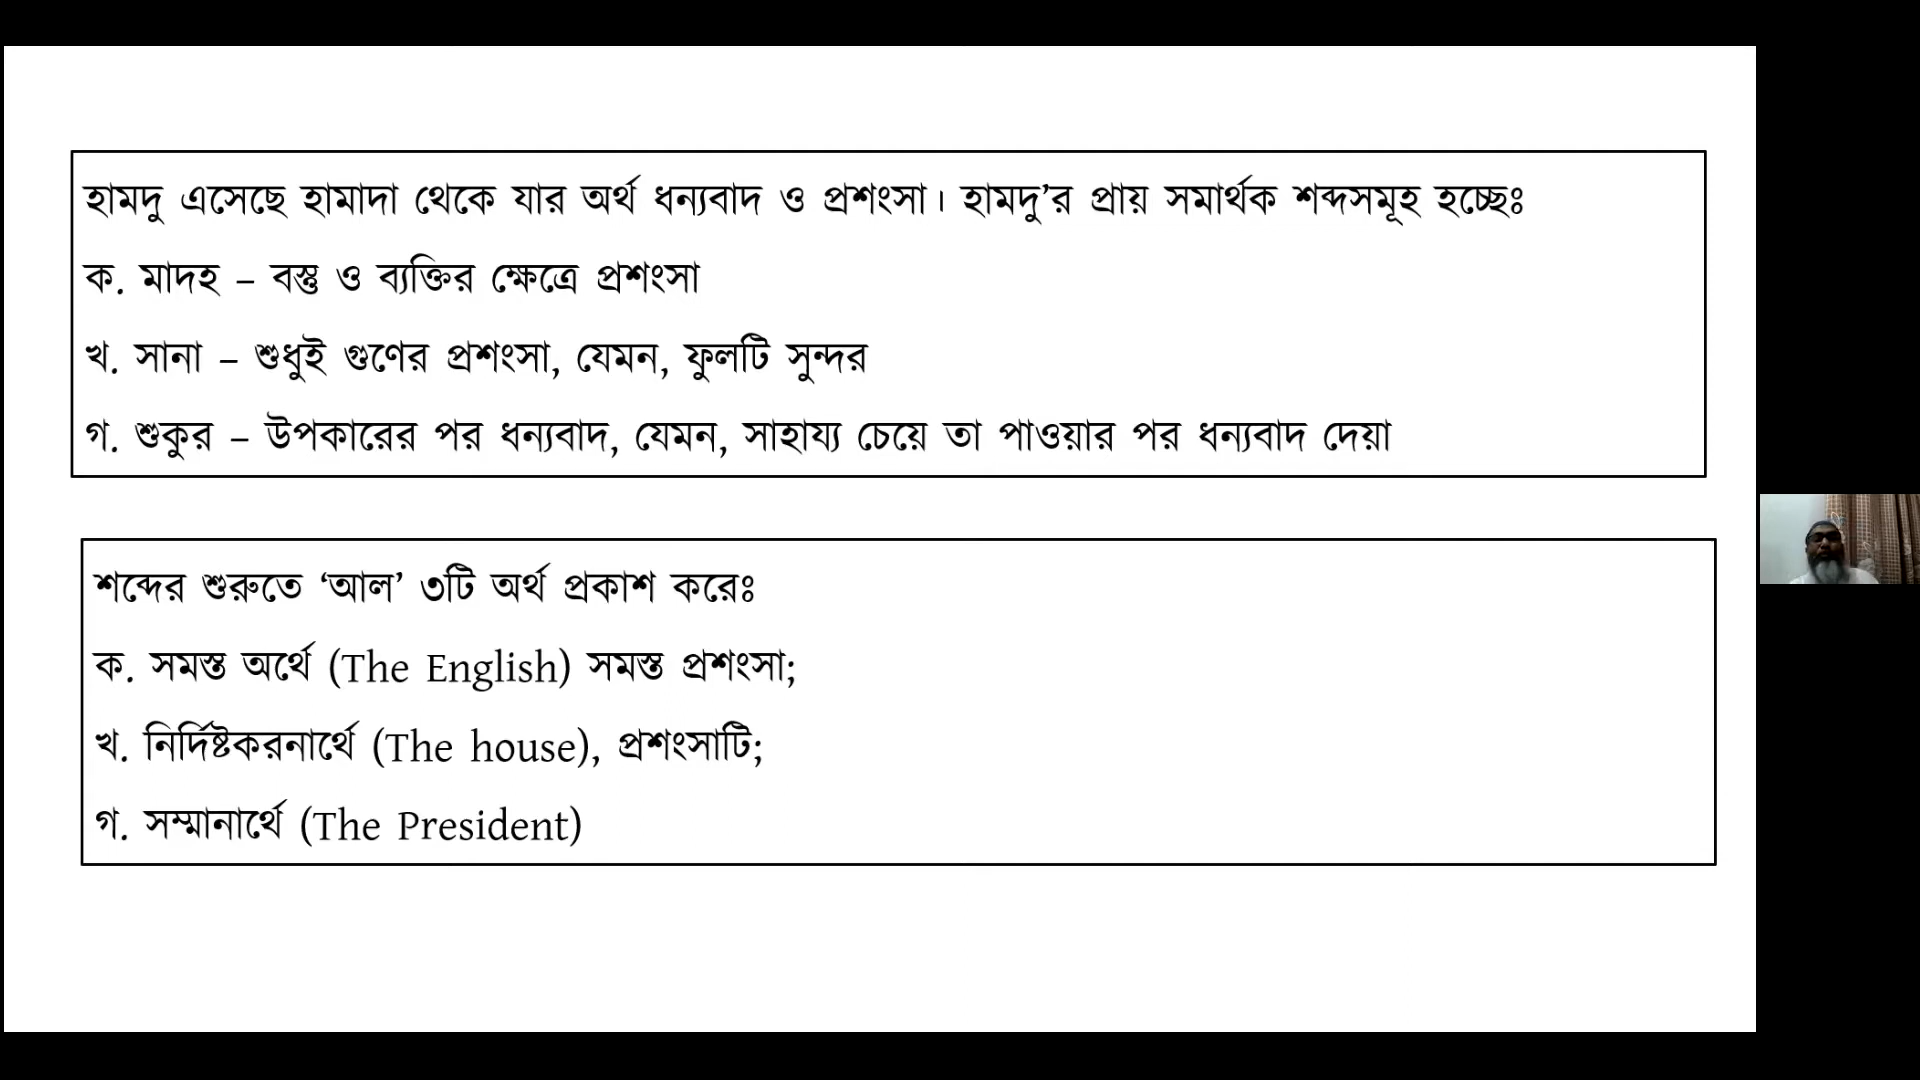 হামদু এসেছে হামাদা থেকে যার অর্থ ধন্যবাদ ও প্রশংসা। হামদু’র প্রায় সমার্থক শব্দসমূহ হচ্ছেঃ
ক. মাদহ – বস্তু ও ব্যক্তির ক্ষেত্রে প্রশংসা
খ. সানা – শুধুই গুণের প্রশংসা, যেমন, ফুলটি সুন্দর
গ. শুকুর – উপকারের পর ধন্যবাদ, যেমন, সাহায্য চেয়ে তা পাওয়ার পর ধন্যবাদ দেয়া
শব্দের শুরুতে ‘আল’ ৩টি অর্থ প্রকাশ করেঃ
ক. সমস্ত অর্থে (The English) সমস্ত প্রশংসা;
খ. নির্দিষ্টকরনার্থে (The house), প্রশংসাটি;
গ. সম্মানার্থে (The President)